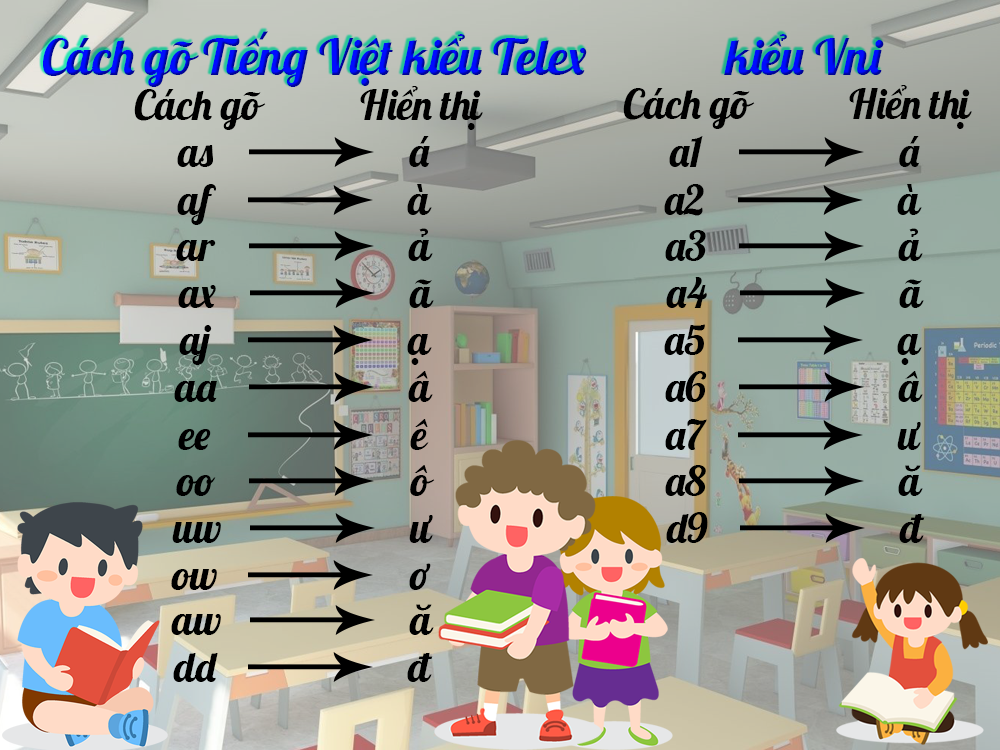 Cách gõ Tiếng Việt kiểu Telex kiểu Vni
Cách gõ Hiển thị Cách gõ Hiển thị
as á a1 á
af à a2 à
ar ả a3 ả
ax ã a4 ã
aj ạ a5 ạ
aa â a6 â
ee ê a7 ư
oo ô a8 ă
uw ư d9 đ
ow ơ
aw ă
dd đ